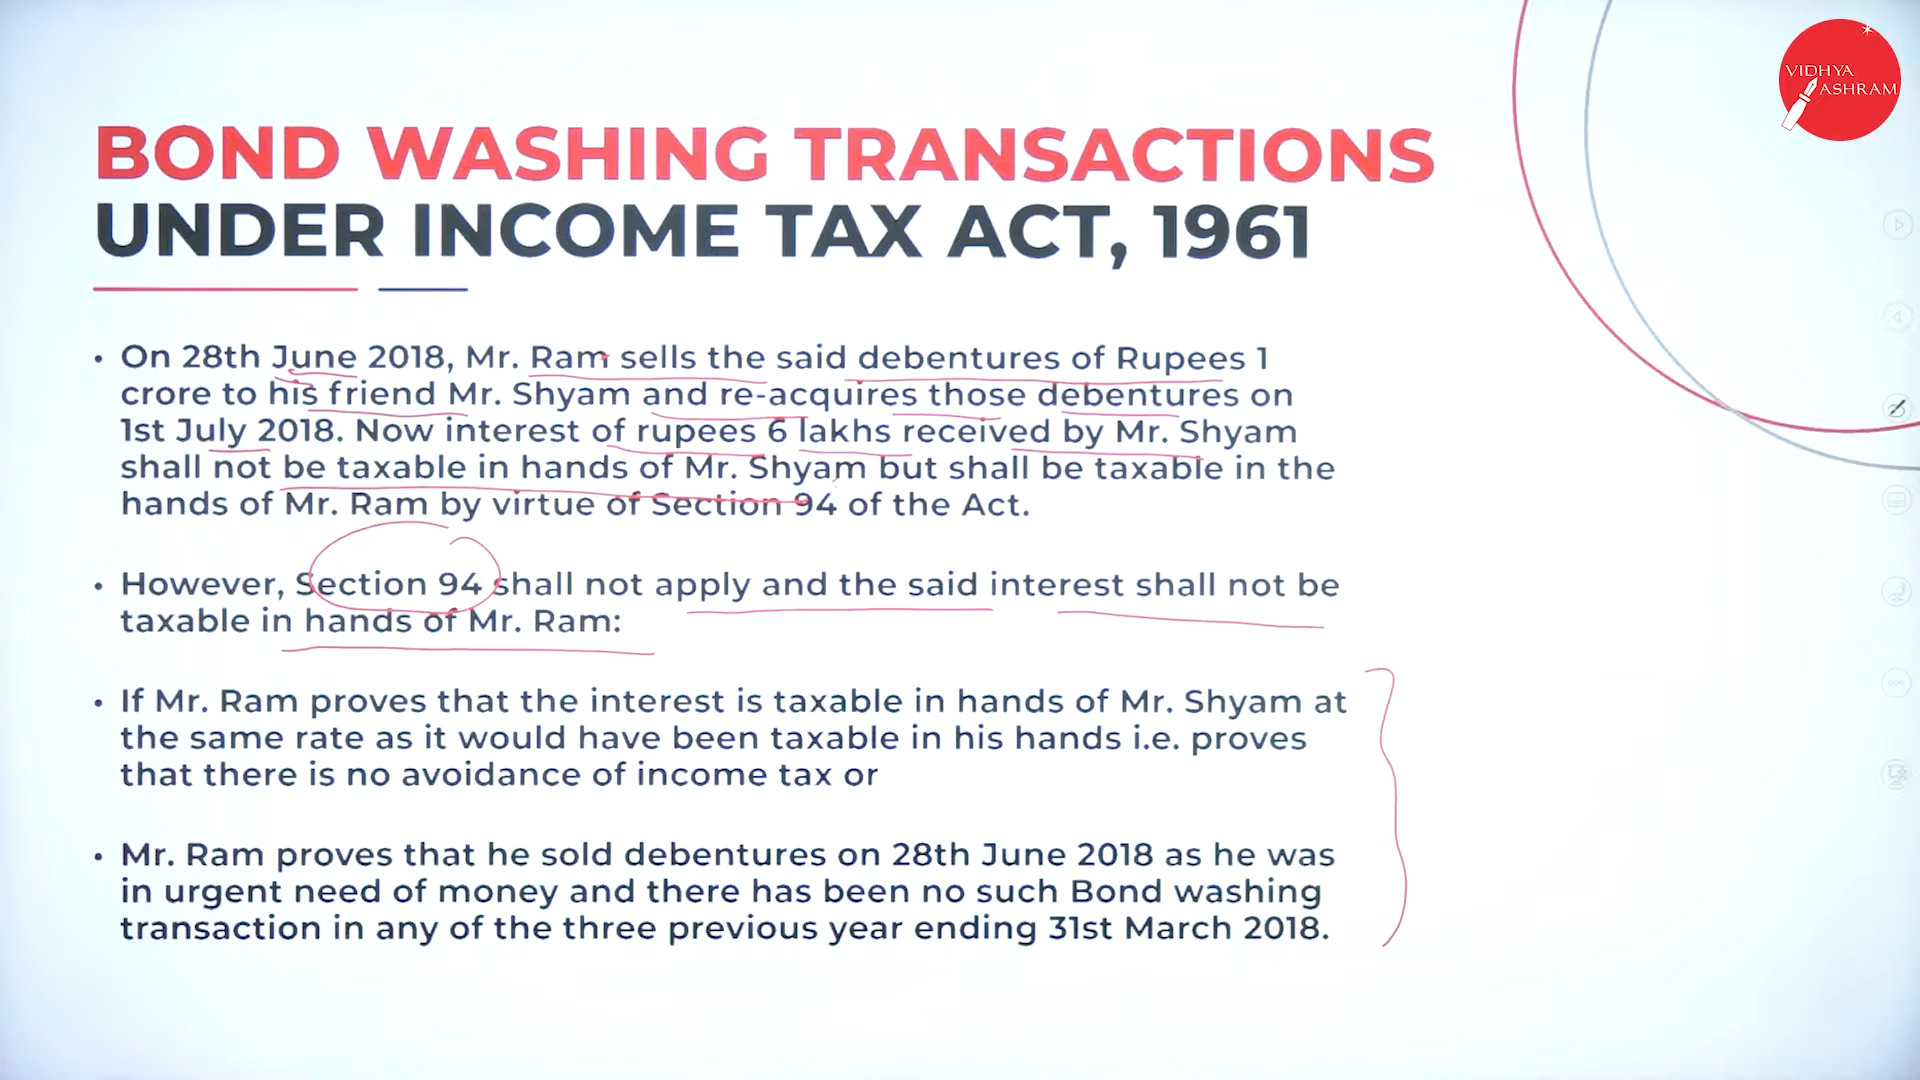 VIDHYA
ASHRAM
BOND WASHING TRANSACTIONS
UNDER INCOME TAX ACT, 1961
• On 28th June 2018, Mr. Ram sells the said debentures of Rupees 1
crore to his friend Mr. Shyam and re-acquires those debentures on
1st July 2018. Now interest of rupees 6 lakhs received by Mr. Shyam
shall not be taxable in hands of Mr. Shyam but shall be taxable in the
hands of Mr. Ram by virtue of Section 94 of the Act.
• However, Section 94 shall not apply and the said interest shall not be
taxable in hands of Mr. Ram:
• If Mr. Ram proves that the interest is taxable in hands of Mr. Shyam at
the same rate as it would have been taxable in his hands i.e. proves
that there is no avoidance of income tax or
• Mr. Ram proves that he sold debentures on 28th June 2018 as he was
in urgent need of money and there has been no such Bond washing
transaction in any of the three previous year ending 31st March 2018.